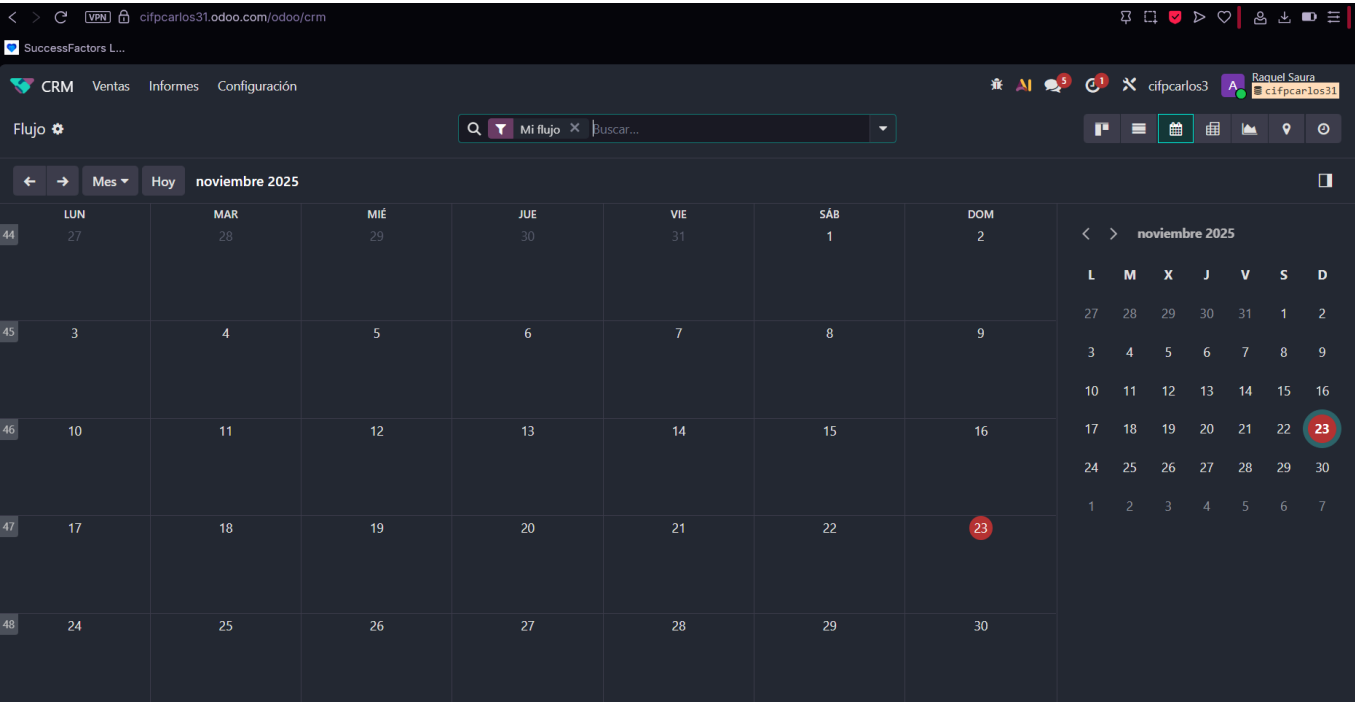 VPN cifpcarlos31.odoo.com/odoo/crm
SuccessFactors L...
CRM Ventas Informes Configuración AI 5 1 cifpcarlos3 A Raquel Saura
cifpcarlos31
Flujo Mi flujo Buscar...
Mes Hoy noviembre 2025
LUN MAR MIÉ JUE VIE SÁB DOM
44 27 28 29 30 31 1 2
45 3 4 5 6 7 8 9
46 10 11 12 13 14 15 16
47 17 18 19 20 21 22 23
48 24 25 26 27 28 29 30
noviembre 2025
L M X J V S D
27 28 29 30 31 1 2
3 4 5 6 7 8 9
10 11 12 13 14 15 16
17 18 19 20 21 22 23
24 25 26 27 28 29 30
1 2 3 4 5 6 7